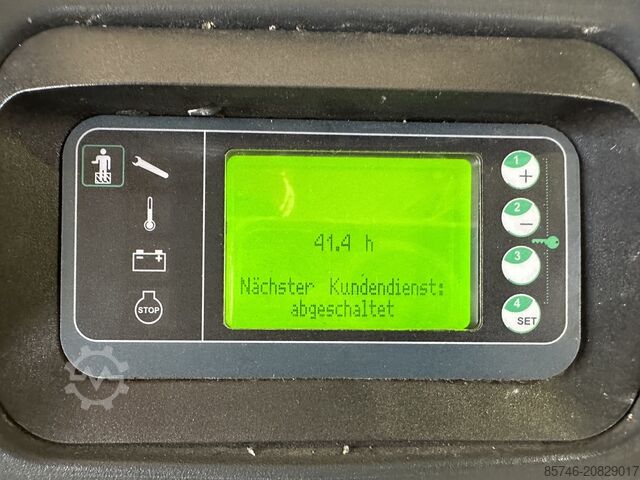 41.4 h
Nächster Kundendienst:
abgeschaltet
STOP
- +
1
+
2
-
3
4
SET
85746-20829017